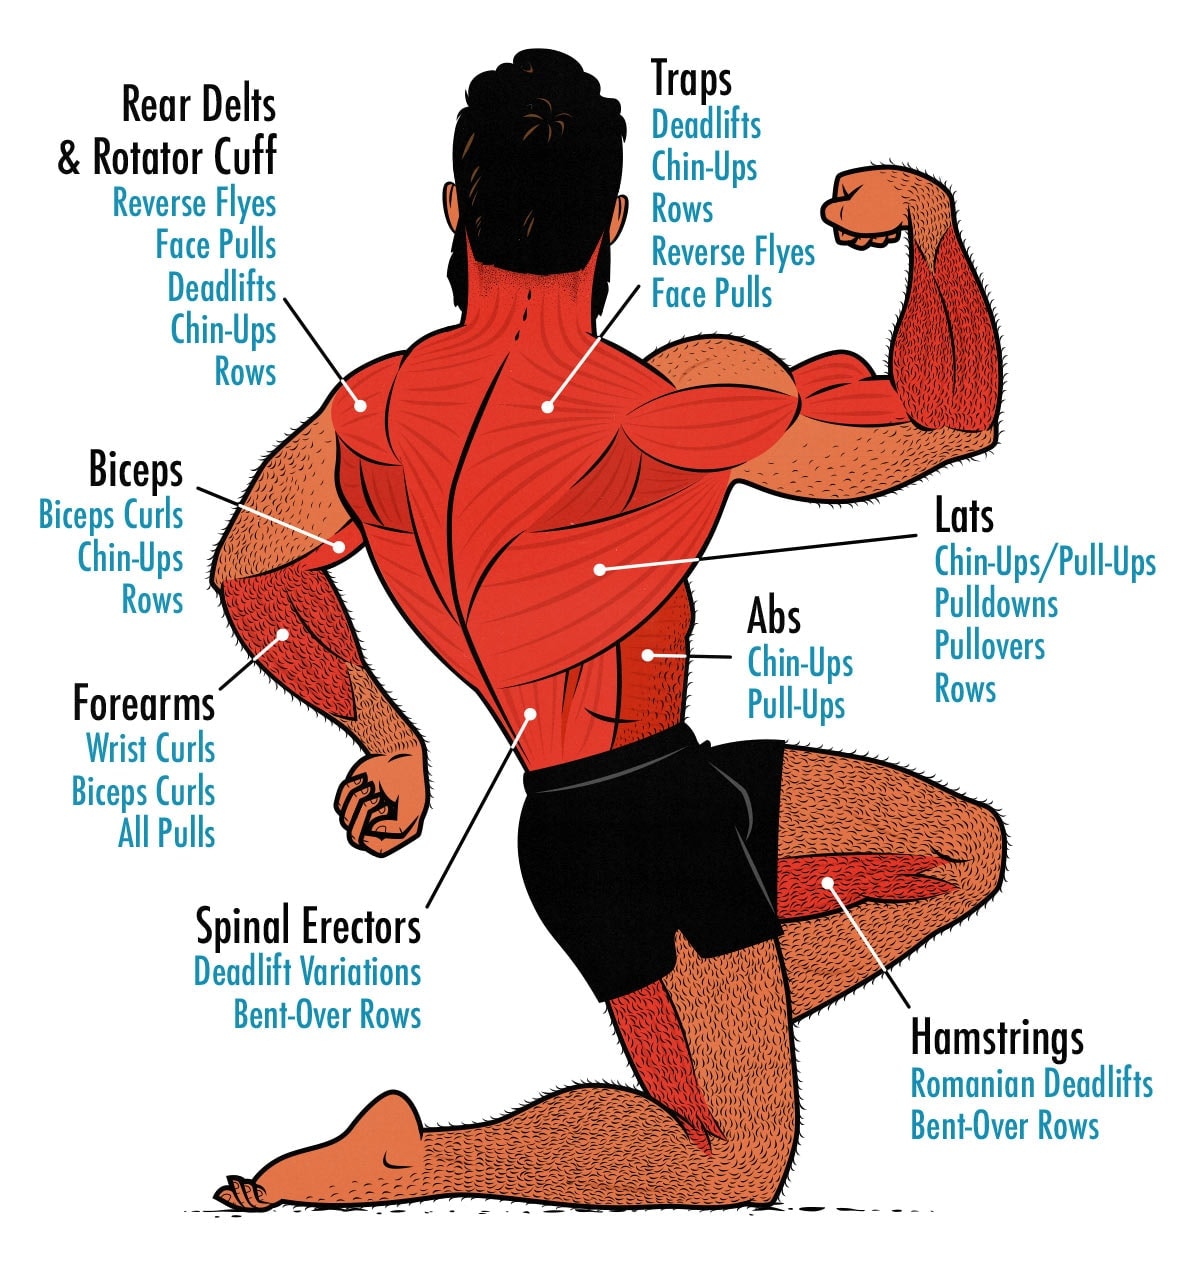 Rear Delts
& Rotator Cuff
Reverse Flyes
Face Pulls
Deadlifts
Chin-Ups
Rows
Traps
Deadlifts
Chin-Ups
Rows
Reverse Flyes
Face Pulls
Biceps
Biceps Curls
Chin-Ups
Rows
Lats
Chin-Ups/Pull-Ups
Pulldowns
Pullovers
Rows
Abs
Chin-Ups
Pull-Ups
Forearms
Wrist Curls
Biceps Curls
All Pulls
Spinal Erectors
Deadlift Variations
Bent-Over Rows
Hamstrings
Romanian Deadlifts
Bent-Over Rows